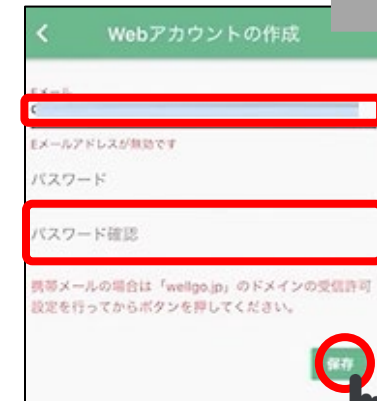 Webアカウントの作成
Eメール
Eメールアドレスが無効です
パスワード
パスワード確認
携帯メールの場合は「wellgo.jp」のドメインの受信許可
設定を行ってからボタンを押してください。
保存